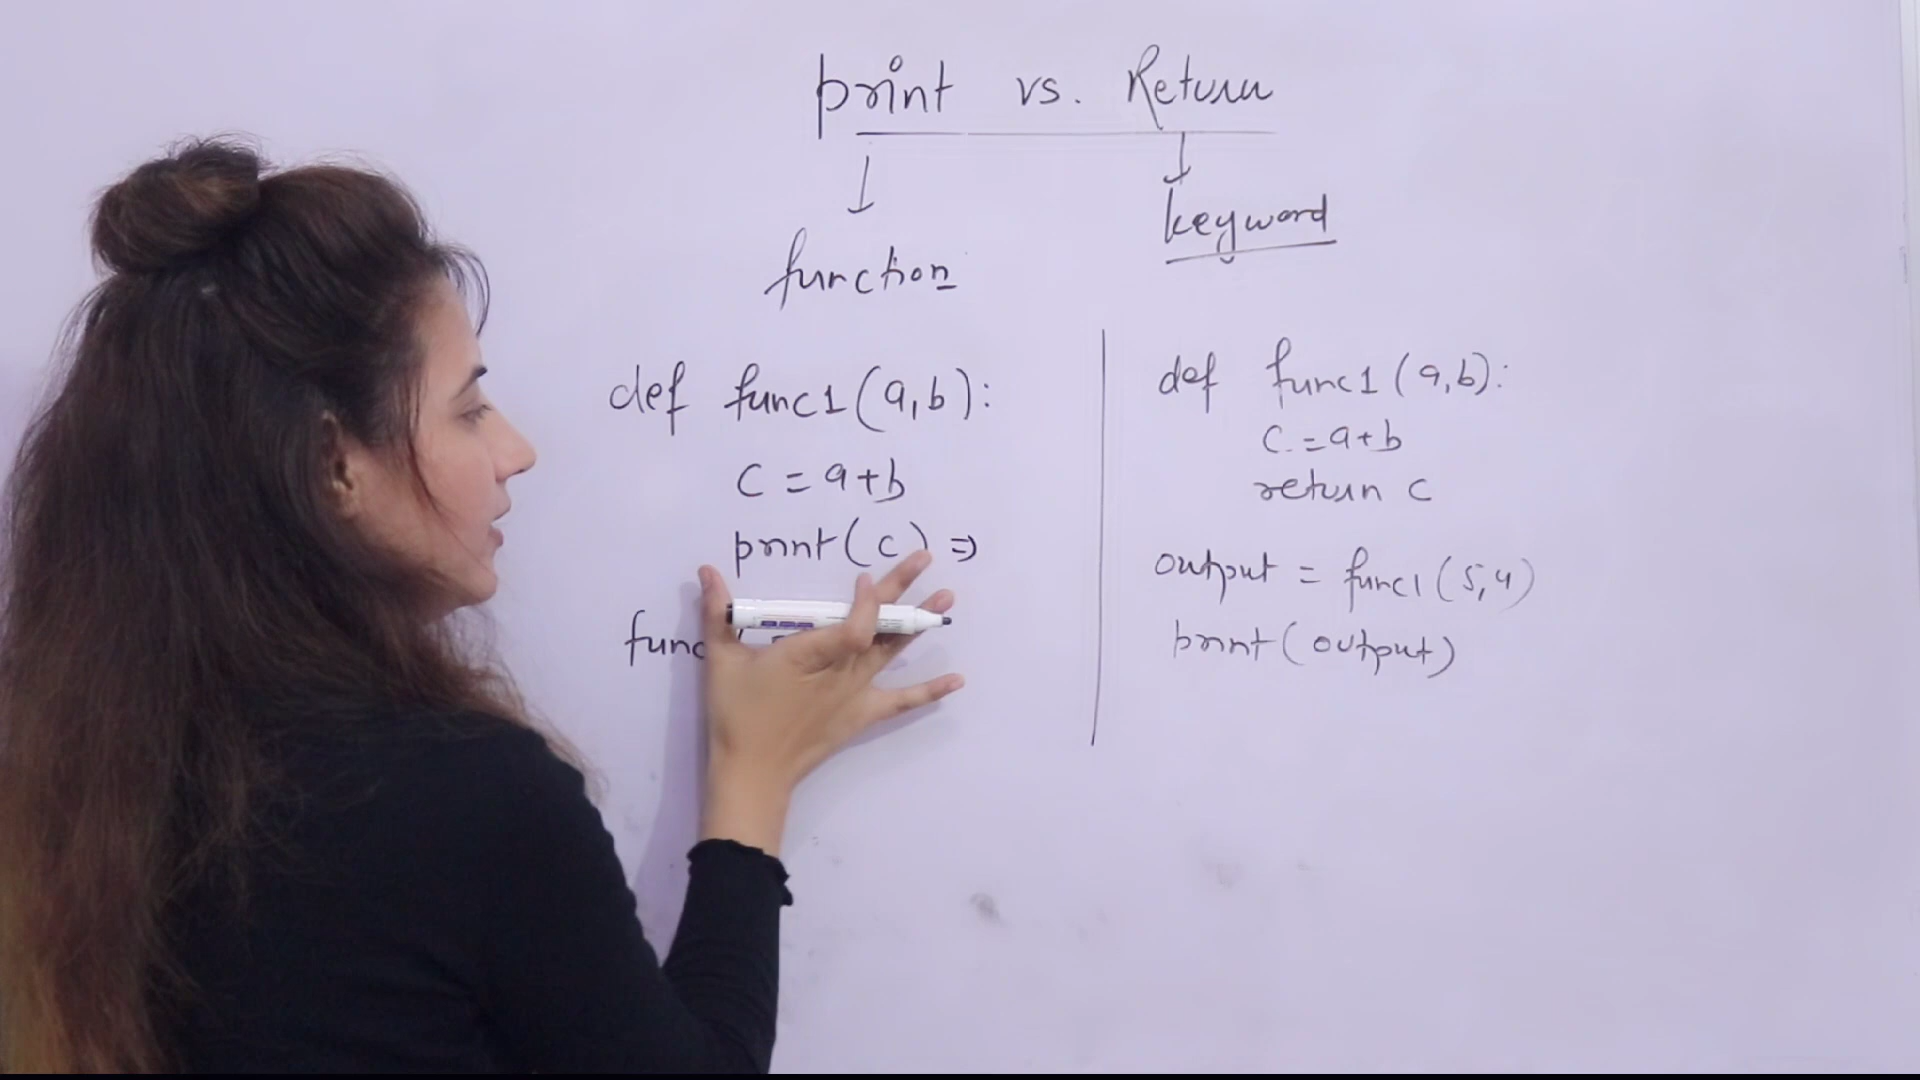 print vs. Return
function
keyword
def func1(a,b):
c = a+b
print(c) ⇒
func
def func1(a,b):
c = a+b
return c
output = func1(5,4)
print(output)